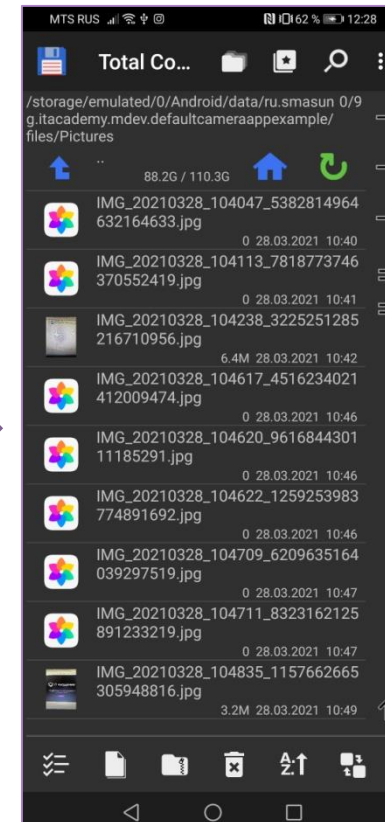 MTS RUS 62 % 12:28
Total Co...
/storage/emulated/0/Android/data/ru.smasun 0/9
g.itacademy.mdev.defaultcameraappexample/
files/Pictures
..
88.2G / 110.3G
IMG_20210328_104047_5382814964
632164633.jpg
0 28.03.2021 10:40
IMG_20210328_104113_7818773746
370552419.jpg
0 28.03.2021 10:41
IMG_20210328_104238_3225251285
216710956.jpg
6.4M 28.03.2021 10:42
IMG_20210328_104617_4516234021
412009474.jpg
0 28.03.2021 10:46
IMG_20210328_104620_9616844301
11185291.jpg
0 28.03.2021 10:46
IMG_20210328_104622_1259253983
774891692.jpg
0 28.03.2021 10:46
IMG_20210328_104709_6209635164
039297519.jpg
0 28.03.2021 10:47
IMG_20210328_104711_8323162125
891233219.jpg
0 28.03.2021 10:47
IMG_20210328_104835_1157662665
305948816.jpg
3.2M 28.03.2021 10:49
A..
Z.